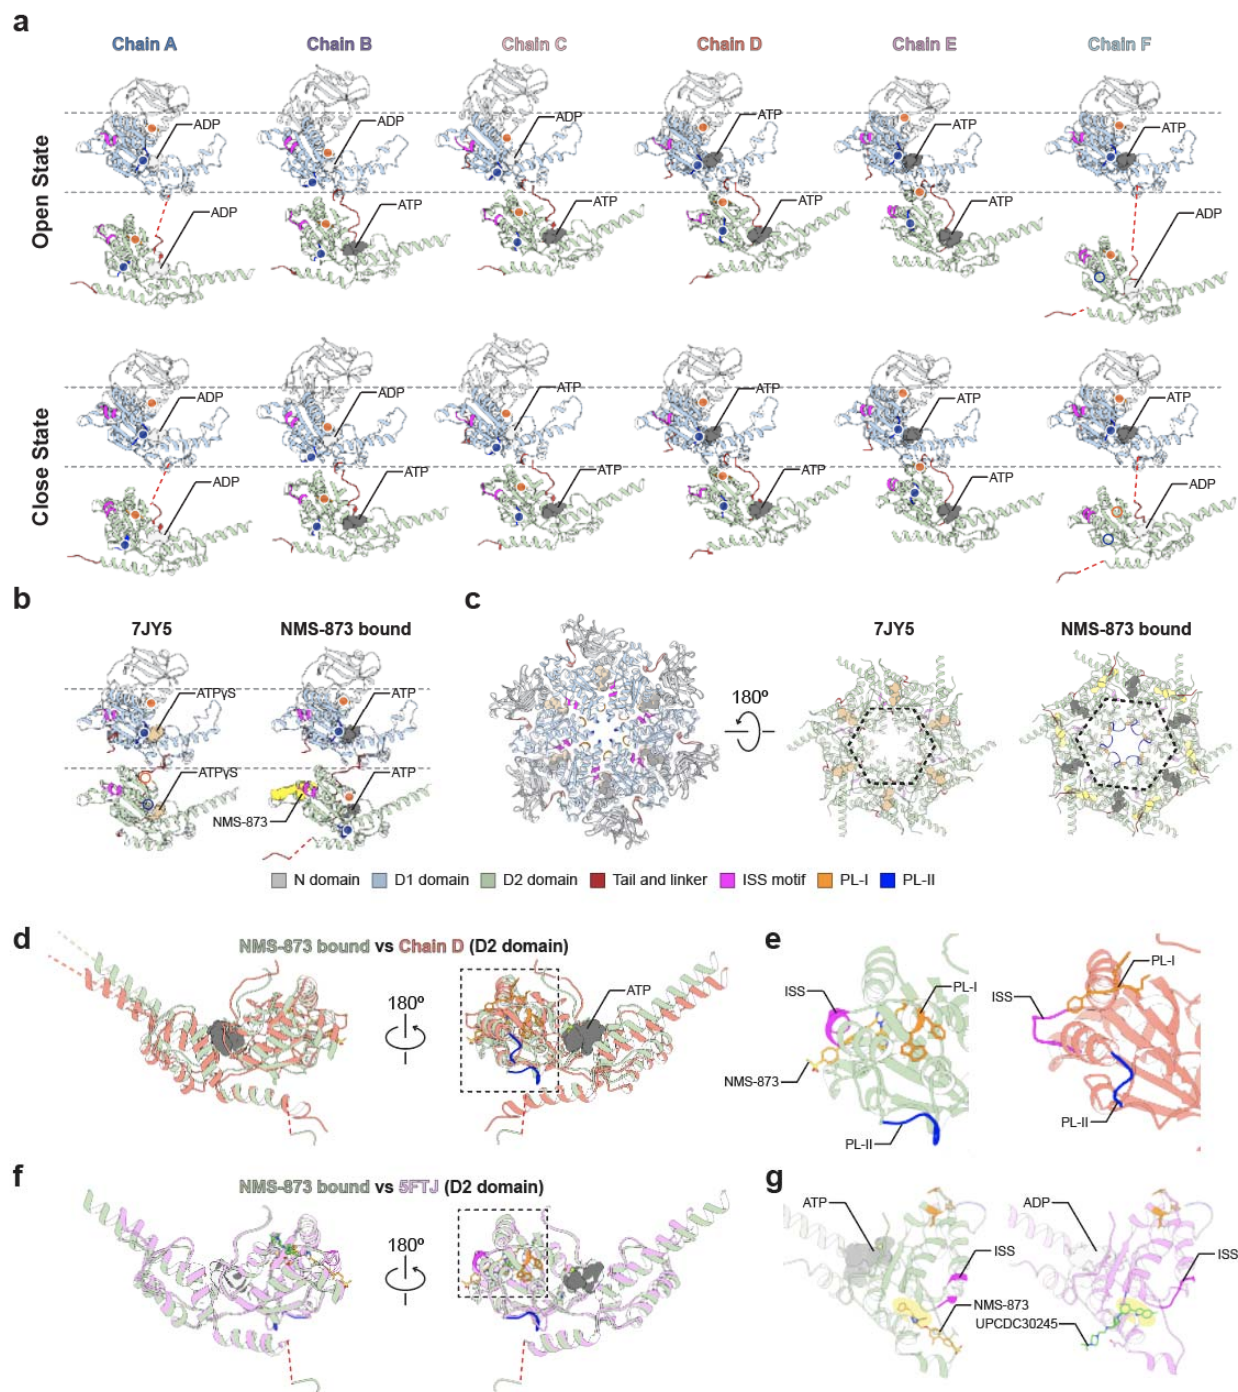 a
Chain A Chain B Chain C Chain D Chain E Chain F
Open State
ADP ADP ADP ATP ATP ATP
ADP ATP ATP ATP ATP ADP
Close State
ADP ADP ATP ATP ATP ATP
ADP ATP ATP ATP ATP ADP
b
7JY5 NMS-873 bound
ATPγS ATP
ATPγS ATP
NMS-873
c
180º
7JY5 NMS-873 bound
N domain D1 domain D2 domain Tail and linker ISS motif PL-I PL-II
d
NMS-873 bound vs Chain D (D2 domain)
180º
ATP
e
ISS PL-I
NMS-873
PL-II
PL-I
ISS
PL-II
f
NMS-873 bound vs 5FTJ (D2 domain)
180º
g
ATP ADP
ISS ISS
NMS-873
UPCDC30245